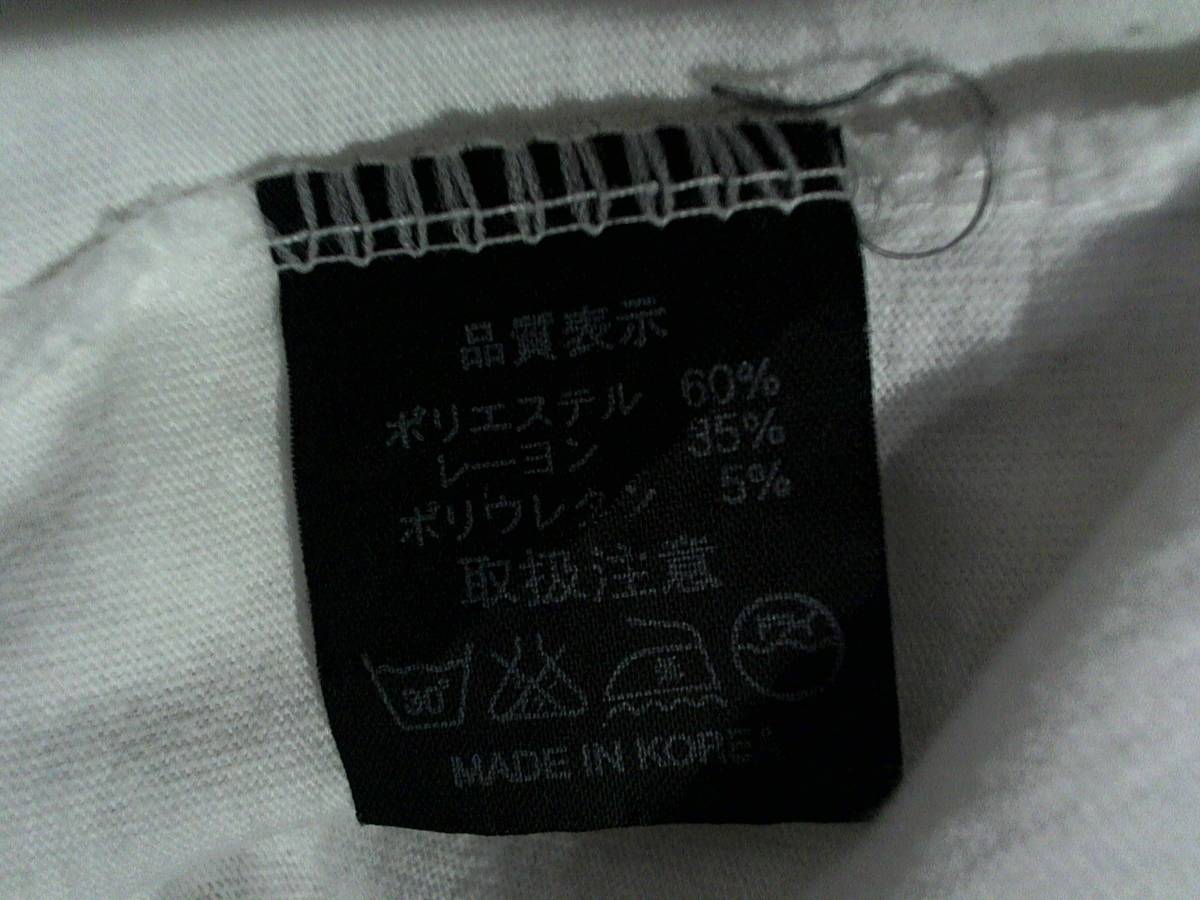 品質表示
ポリエステル 60%
レーヨン 35%
ポリウレタン 5%
取扱注意
30°
MADE IN KOREA